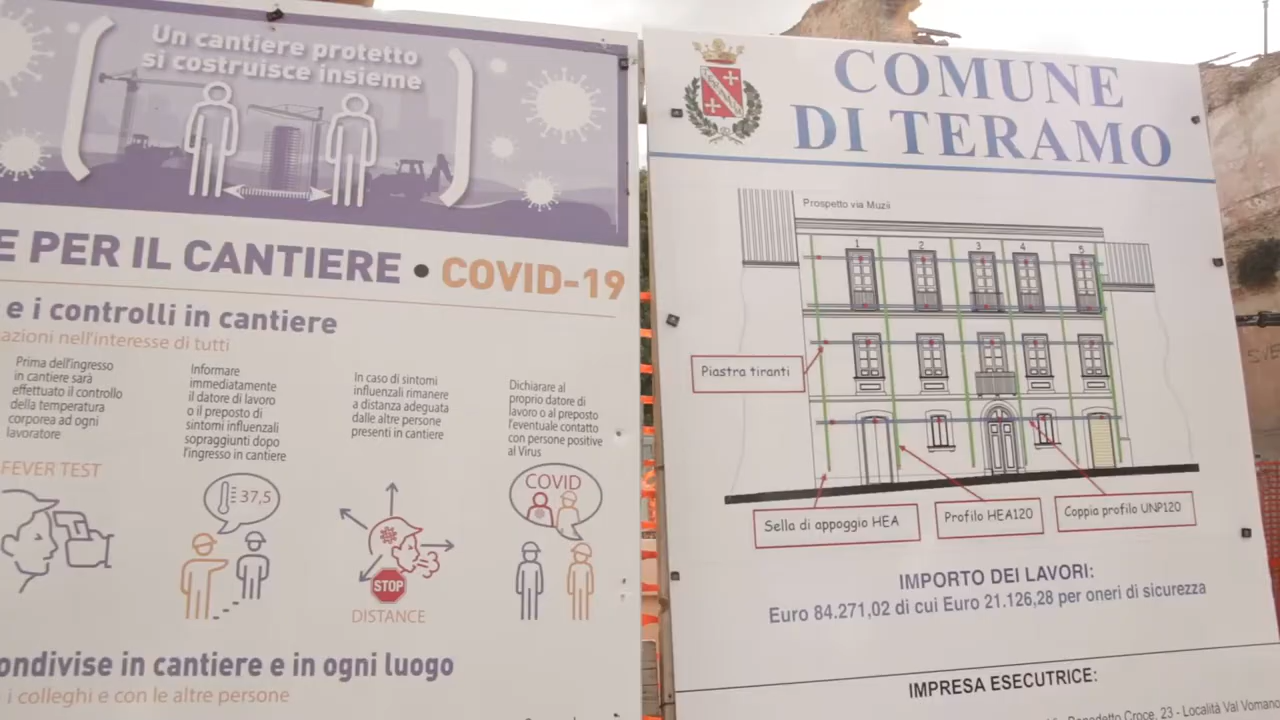 Un cantiere protetto
si costruisce insieme
E PER IL CANTIERE • COVID-19
e i controlli in cantiere
azioni nell'interesse di tutti
Prima dell'ingresso
in cantiere sarà
effettuato il controllo
della temperatura
corporea ad ogni
lavoratore
FEVER TEST
Informare
immediatamente
il datore di lavoro
o il preposto di
sintomi influenzali
sopraggiunti dopo
l'ingresso in cantiere
37,5
In caso di sintomi
influenzali rimanere
a distanza adeguata
dalle altre persone
presenti in cantiere
STOP
DISTANCE
Dichiarare al
proprio datore di
lavoro o al preposto
l'eventuale contatto
con persone positive
al Virus
COVID
ondivise in cantiere e in ogni luogo
i colleghi e con le altre persone
COMUNE
DI TERAMO
Prospetto via Muzii
1 2 3 4 5
Piastra tiranti
Sella di appoggio HEA
Profilo HEA120
Coppia profilo UNP120
IMPORTO DEI LAVORI:
Euro 84.271,02 di cui Euro 21.126,28 per oneri di sicurezza
IMPRESA ESECUTRICE:
Benedetto Croce, 23 - Località Val Vomano